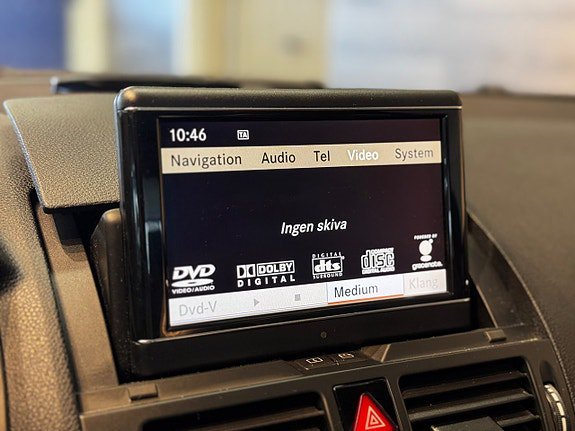 10:46 TA
Navigation Audio Tel Video System
Ingen skiva
DVD VIDEO/AUDIO
DOLBY DIGITAL
DIGITAL dts SURROUND
COMPACT disc DIGITAL AUDIO
POWERED BY gracenote
Dvd-V Medium Klang